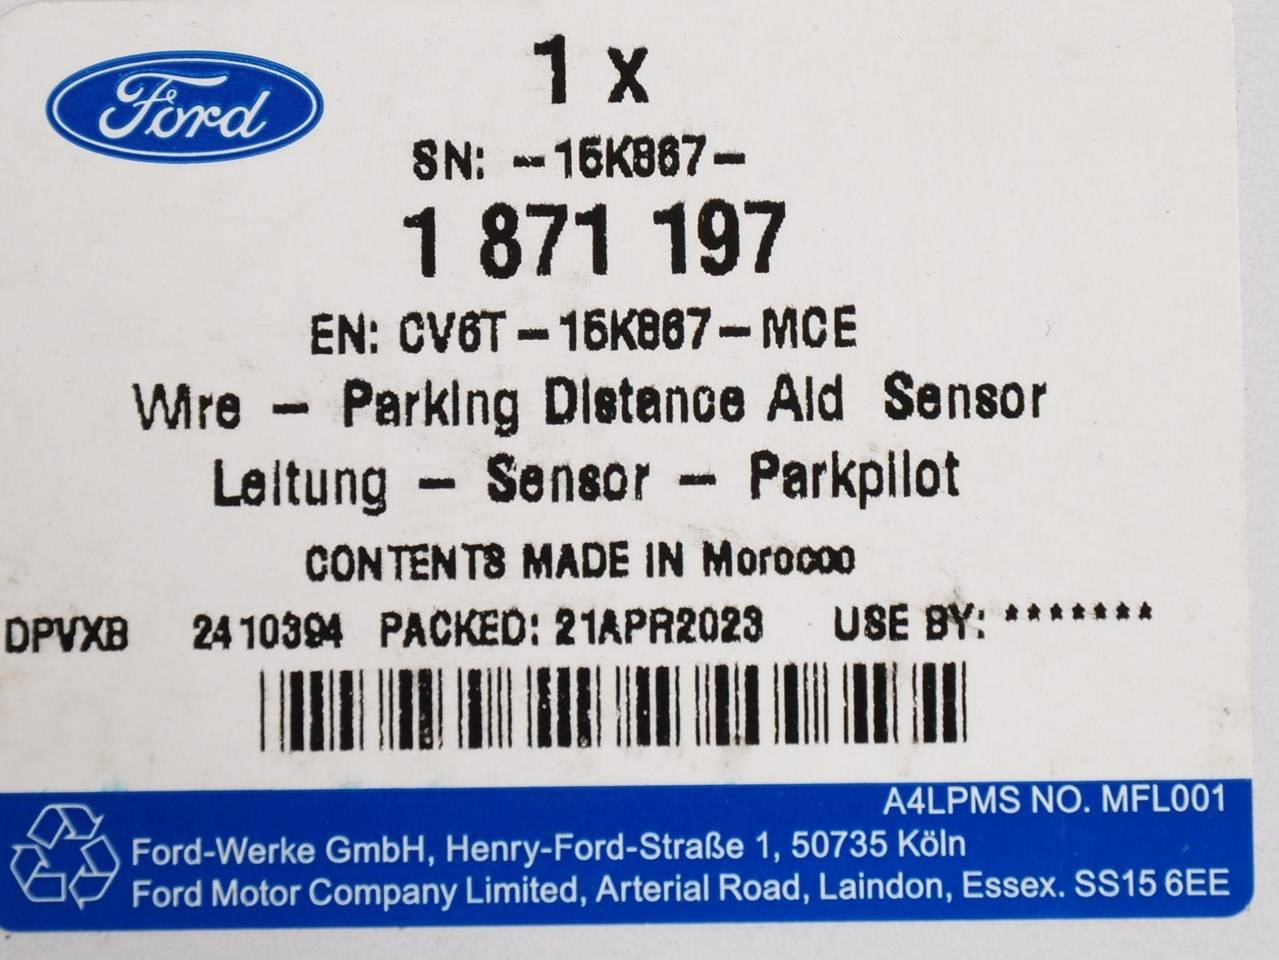 Ford
1 x
SN: -15K867-
1 871 197
EN: CV6T-15K867-MCE
Wire - Parking Distance Aid Sensor
Leitung - Sensor - Parkpilot
CONTENTS MADE IN Morocco
DPVXB 2410394 PACKED: 21APR2023 USE BY: *******
A4LPMS NO. MFL001
Ford-Werke GmbH, Henry-Ford-Straße 1, 50735 Köln
Ford Motor Company Limited, Arterial Road, Laindon, Essex. SS15 6EE